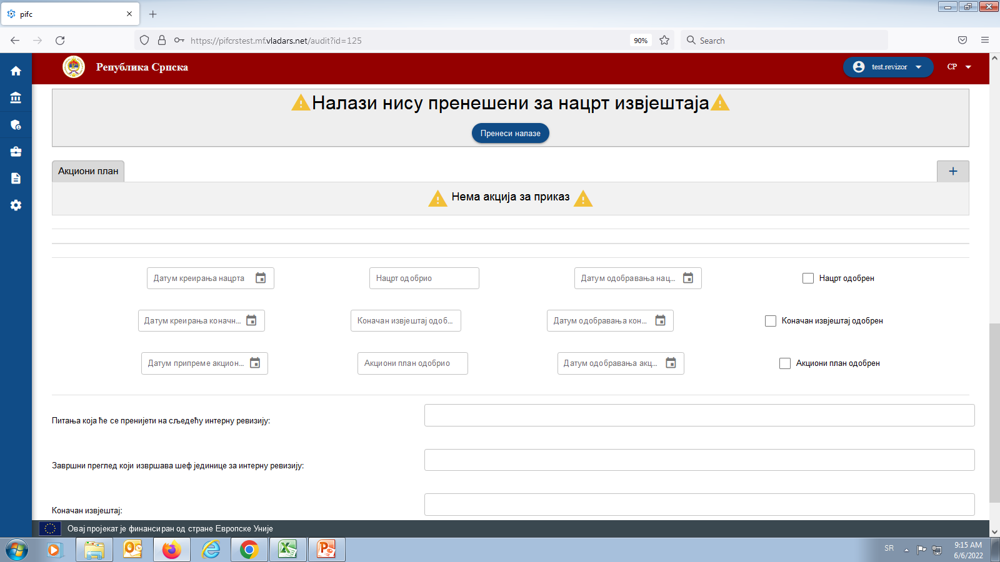 pifc
https://pifcrstest.mf.vladars.net/audit?id=125
90%
Search
Република Српска
test.revizor
СР
Налази нису пренешени за нацрт извјештаја
Пренеси налазе
Акциони план
Нема акција за приказ
Датум креирања нацрта
Нацрт одобрио
Датум одобравања нац...
Нацрт одобрен
Датум креирања коначн...
Коначан извјештај одоб...
Датум одобравања кон...
Коначан извјештај одобрен
Датум припреме акцион...
Акциони план одобрио
Датум одобравања акц...
Акциони план одобрен
Питања која ће се пренијети на сљедећу интерну ревизију:
Завршни преглед који извршава шеф јединице за интерну ревизију:
Коначан извјештај:
Овај пројекат је финансиран од стране Европске Уније
SR
9:15 AM
6/6/2022